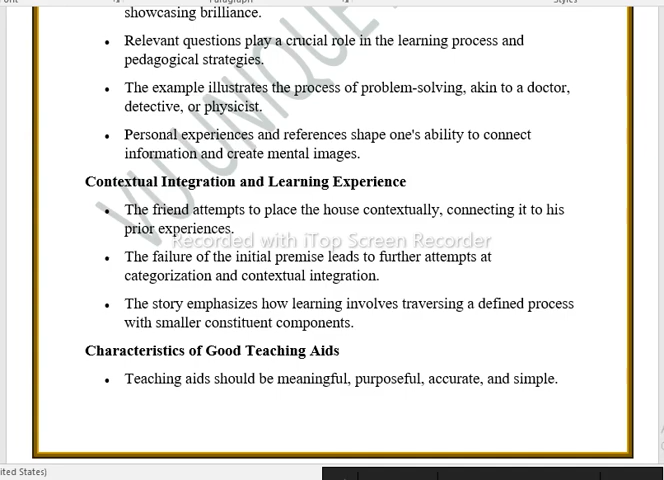 showcasing brilliance.
• Relevant questions play a crucial role in the learning process and
pedagogical strategies.
• The example illustrates the process of problem-solving, akin to a doctor,
detective, or physicist.
• Personal experiences and references shape one's ability to connect
information and create mental images.
Contextual Integration and Learning Experience
• The friend attempts to place the house contextually, connecting it to his
prior experiences.
Recorded with iTop Screen Recorder
• The failure of the initial premise leads to further attempts at
categorization and contextual integration.
• The story emphasizes how learning involves traversing a defined process
with smaller constituent components.
Characteristics of Good Teaching Aids
• Teaching aids should be meaningful, purposeful, accurate, and simple.
VU UNIQUE
ited States)